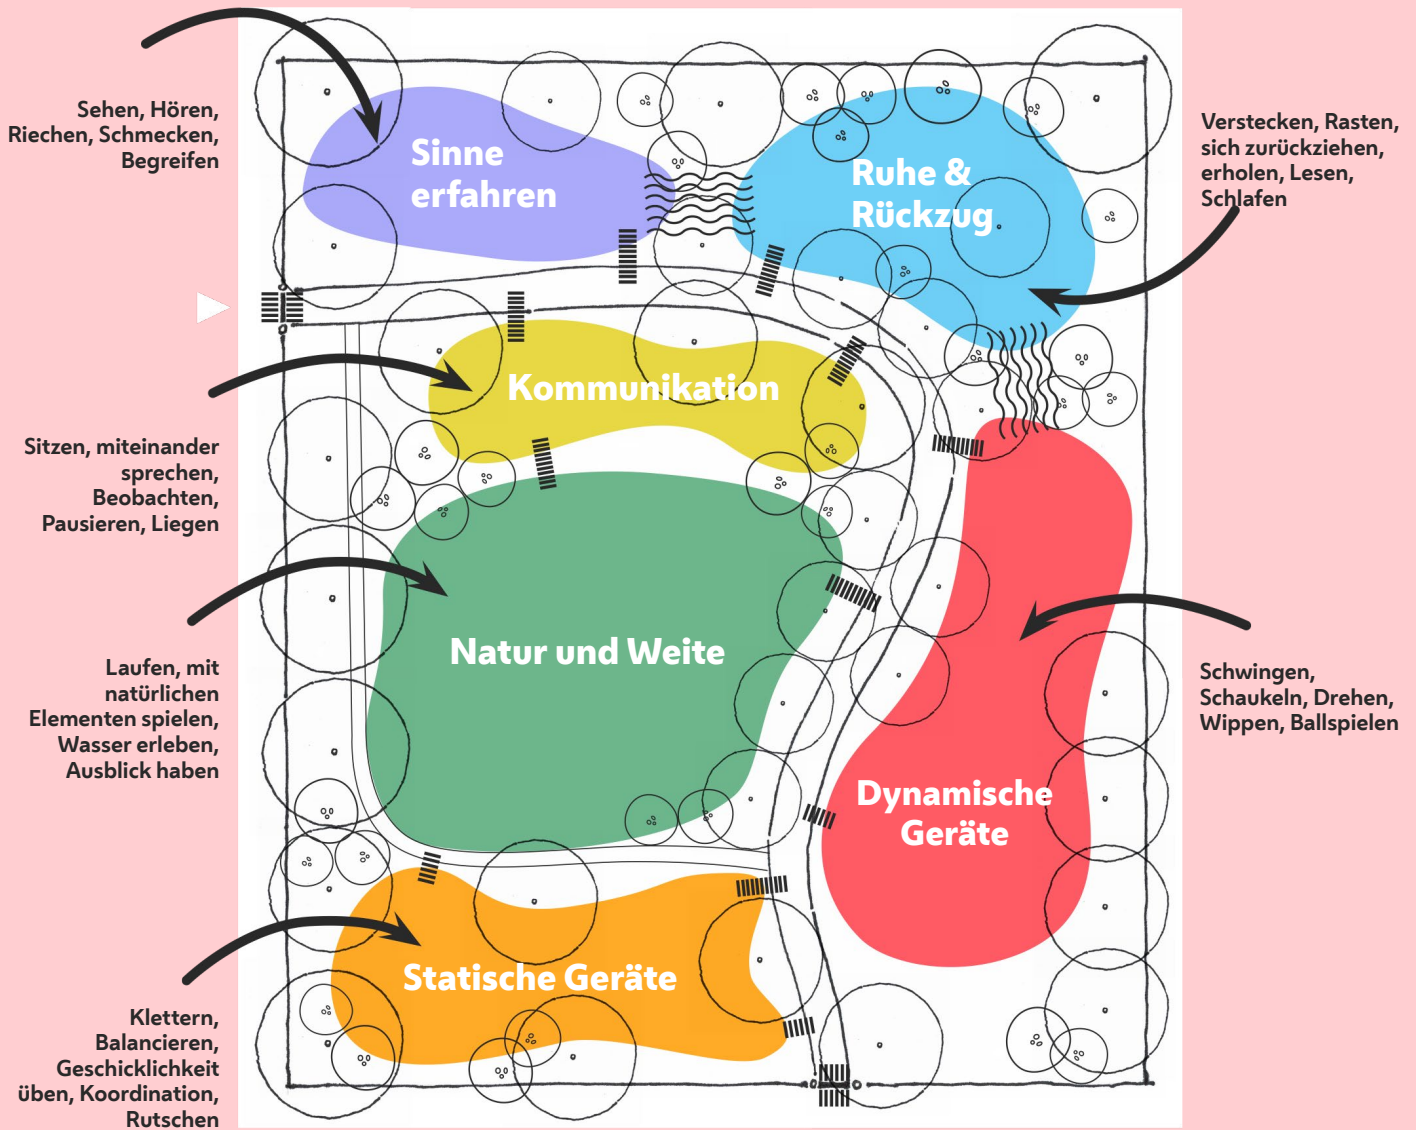 Sehen, Hören,
Riechen, Schmecken,
Begreifen
Sinne
erfahren
Ruhe &
Rückzug
Verstecken, Rasten,
sich zurückziehen,
erholen, Lesen,
Schlafen
Kommunikation
Sitzen, miteinander
sprechen,
Beobachten,
Pausieren, Liegen
Natur und Weite
Laufen, mit
natürlichen
Elementen spielen,
Wasser erleben,
Ausblick haben
Schwingen,
Schaukeln, Drehen,
Wippen, Ballspielen
Dynamische
Geräte
Statische Geräte
Klettern,
Balancieren,
Geschicklichkeit
üben, Koordination,
Rutschen